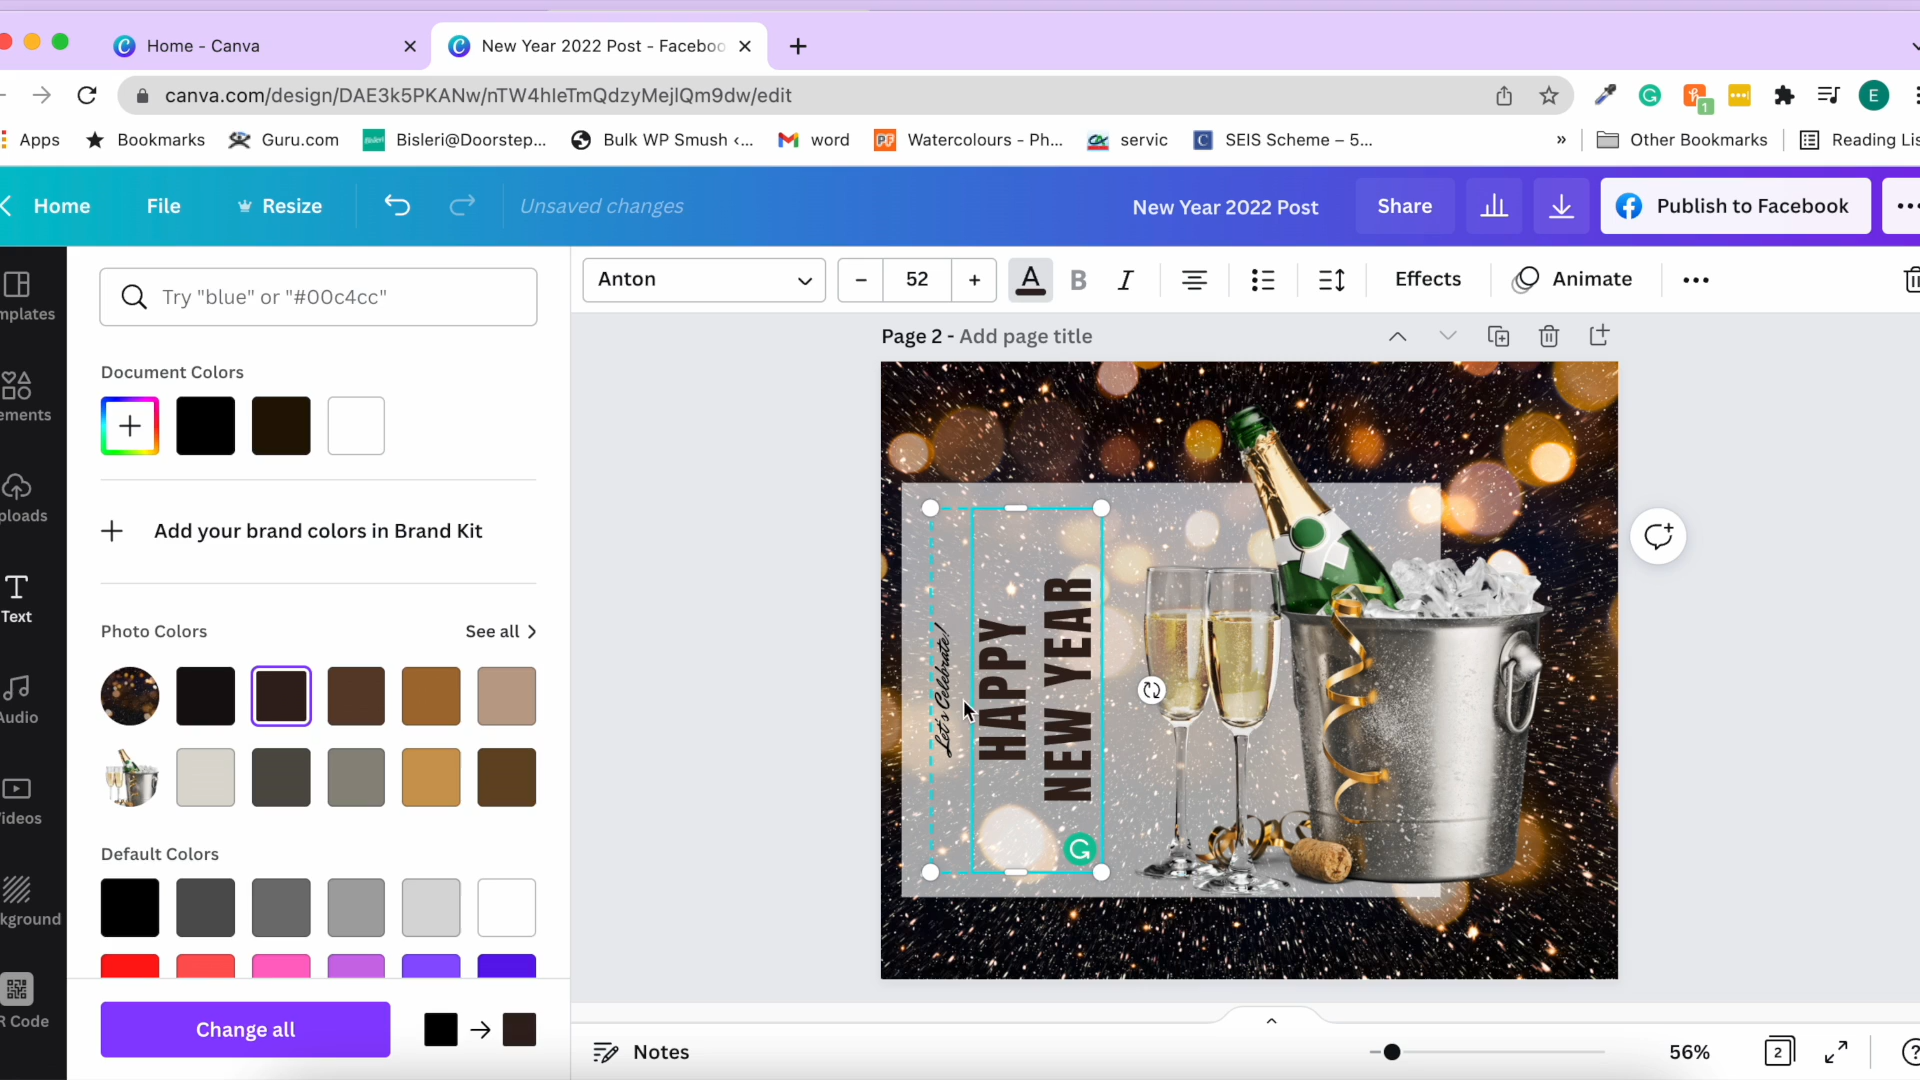 Home - Canva
New Year 2022 Post - Faceboo
canva.com/design/DAE3k5PKANw/nTW4hleTmQdzyMejlQm9dw/edit
1
E
Apps
Bookmarks
Guru.com
Bisleri@Doorstep...
Bulk WP Smush ‹...
word
PF
Watercolours - Ph...
servic
C
SEIS Scheme – 5...
»
Other Bookmarks
Reading Lis
Home
File
Resize
Unsaved changes
New Year 2022 Post
Share
Publish to Facebook
Try "blue" or "#00c4cc"
Anton
– 52 +
A
B
I
Effects
Animate
Page 2 - Add page title
mplates
ements
ploads
Text
Audio
ideos
kground
R Code
Document Colors
Add your brand colors in Brand Kit
Photo Colors
See all
Default Colors
Change all
Let's Celebrate!
HAPPY
NEW YEAR
Notes
56%
2
?